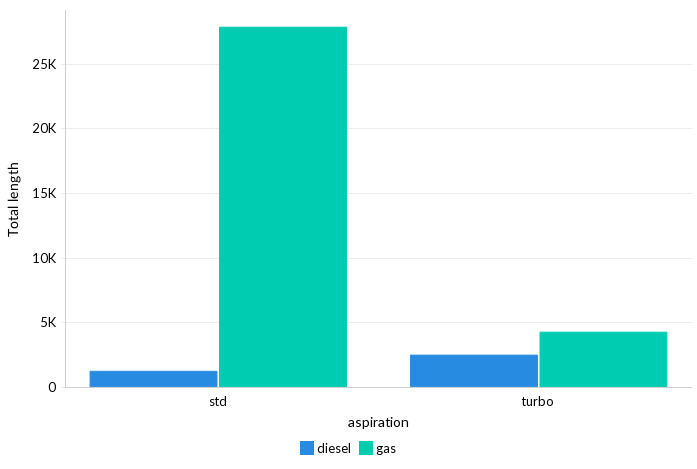 Total length
25K
20K
15K
10K
5K
0
std
turbo
aspiration
diesel
gas